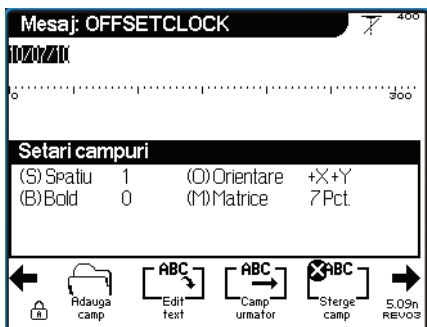 Mesaj: OFFSETCLOCK
400
10/07/10
0 300
Setari campuri
(S) Spatiu 1 (O) Orientare +X+Y
(B) Bold 0 (M) Matrice 7 Pct.
ABC ABC ABC
Adauga camp
Edit text
Camp urmator
Sterge camp
5.09n
REV03